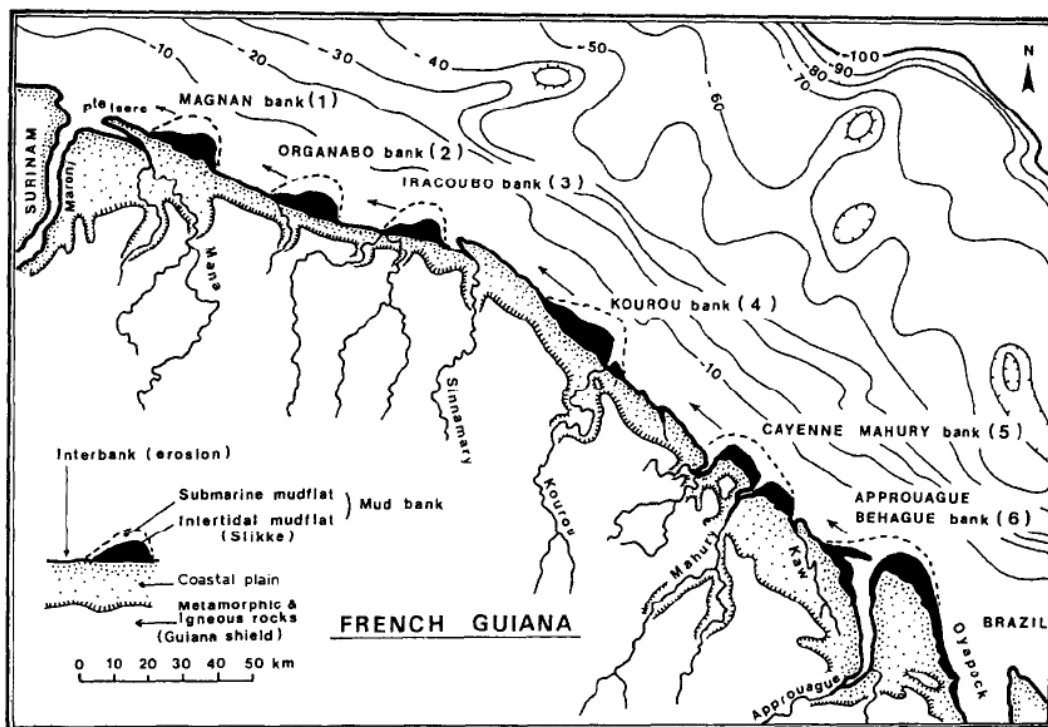 -10
-20
-30
-40
-50
-60
-70
-80
-90
-100
N
Pte Isere
MAGNAN bank (1)
ORGANABO bank (2)
IRACOUBO bank (3)
KOUROU bank (4)
-10
CAYENNE MAHURY bank (5)
APPROUAGUE
BEHAGUE bank (6)
SURINAM
Maroni
Mana
Sinnamary
Kourou
Mahury
Kaw
Approuague
Oyapock
BRAZIL
Interbank (erosion)
Submarine mudflat
Intertidal mudflat
(Slikke)
Mud bank
Coastal plain
Metamorphic &
Igneous rocks
(Guiana shield)
FRENCH GUIANA
0 10 20 30 40 50 km